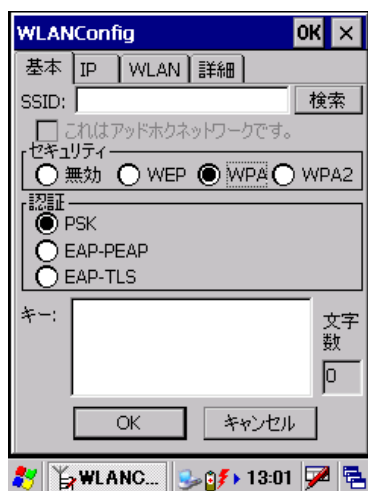 WLANConfig OK ×
基本 IP WLAN 詳細
SSID: 検索
これはアッドホクネットワークです。
セキュリティ
無効 WEP WPA WPA2
認証
PSK
EAP-PEAP
EAP-TLS
キー: 文字
数
0
OK キャンセル
WLANC... 13:01